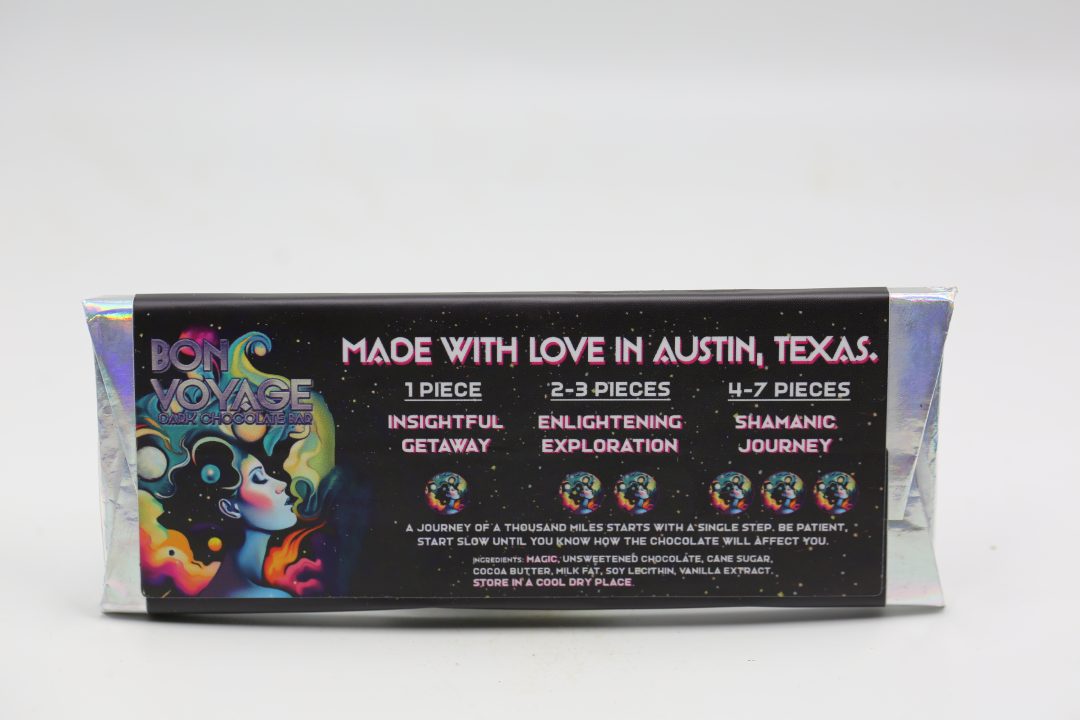 BON
VOYAGE
DARK CHOCOLATE BAR
MADE WITH LOVE IN AUSTIN, TEXAS.
1 PIECE
INSIGHTFUL
GETAWAY
2-3 PIECES
ENLIGHTENING
EXPLORATION
4-7 PIECES
SHAMANIC
JOURNEY
A JOURNEY OF A THOUSAND MILES STARTS WITH A SINGLE STEP. BE PATIENT,
START SLOW UNTIL YOU KNOW HOW THE CHOCOLATE WILL AFFECT YOU.
INGREDIENTS: MAGIC, UNSWEETENED CHOCOLATE, CANE SUGAR,
COCOA BUTTER, MILK FAT, SOY LECITHIN, VANILLA EXTRACT.
STORE IN A COOL DRY PLACE.